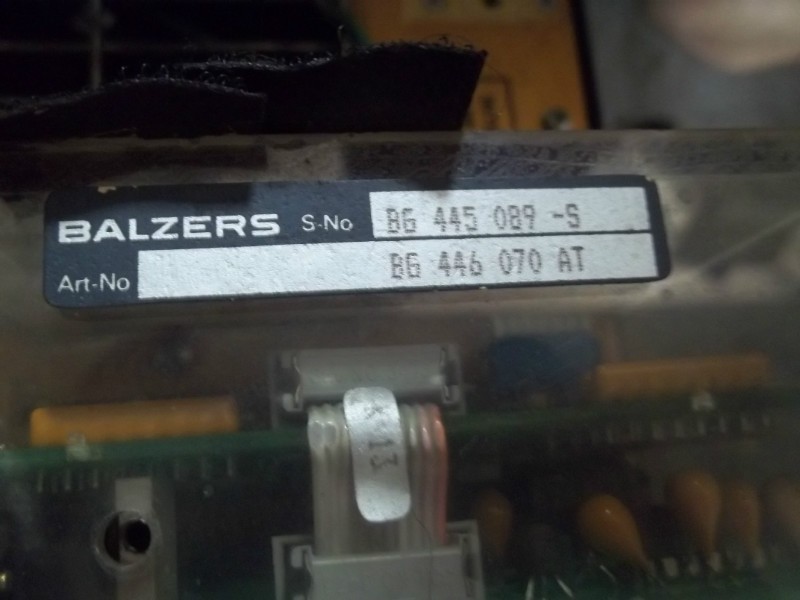 BALZERS S-No BG 445 089 -S
Art-No BG 446 070 AT
X 13